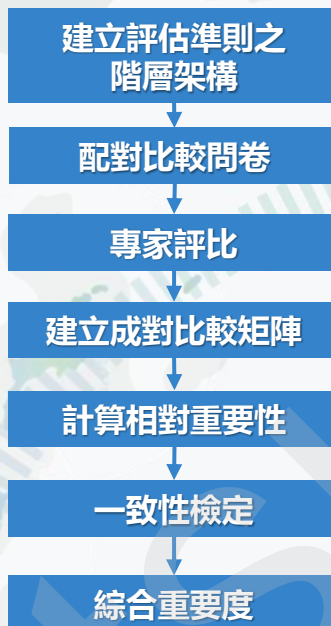 建立評估準則之
階層架構
配對比較問卷
專家評比
建立成對比較矩陣
計算相對重要性
一致性檢定
綜合重要度